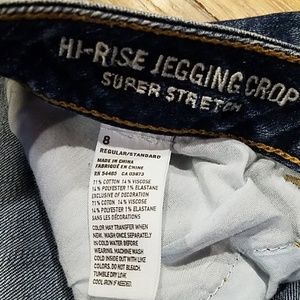 HI-RISE JEGGING CROP
SUPER STRETCH
8
REGULAR/STANDARD
MADE IN CHINA
FABRIQUÉ EN CHINE
RN 54485 CA 03873
71% COTTON 14% VISCOSE
14% POLYESTER 1% ELASTANE
EXCLUSIVE OF DECORATIONS
71% COTON 14% VISCOSE
14% POLYESTER 1% ELASTANNE
SANS LES DÉCORATIONS
COLOR MAY TRANSFER WHEN
NEW. WASH ONCE SEPARATELY
IN COLD WATER BEFORE
WEARING. MACHINE WASH
COLD INSIDE OUT WITH LIKE
COLORS. DO NOT BLEACH.
TUMBLE DRY LOW.
COOL IRON IF NEEDED.